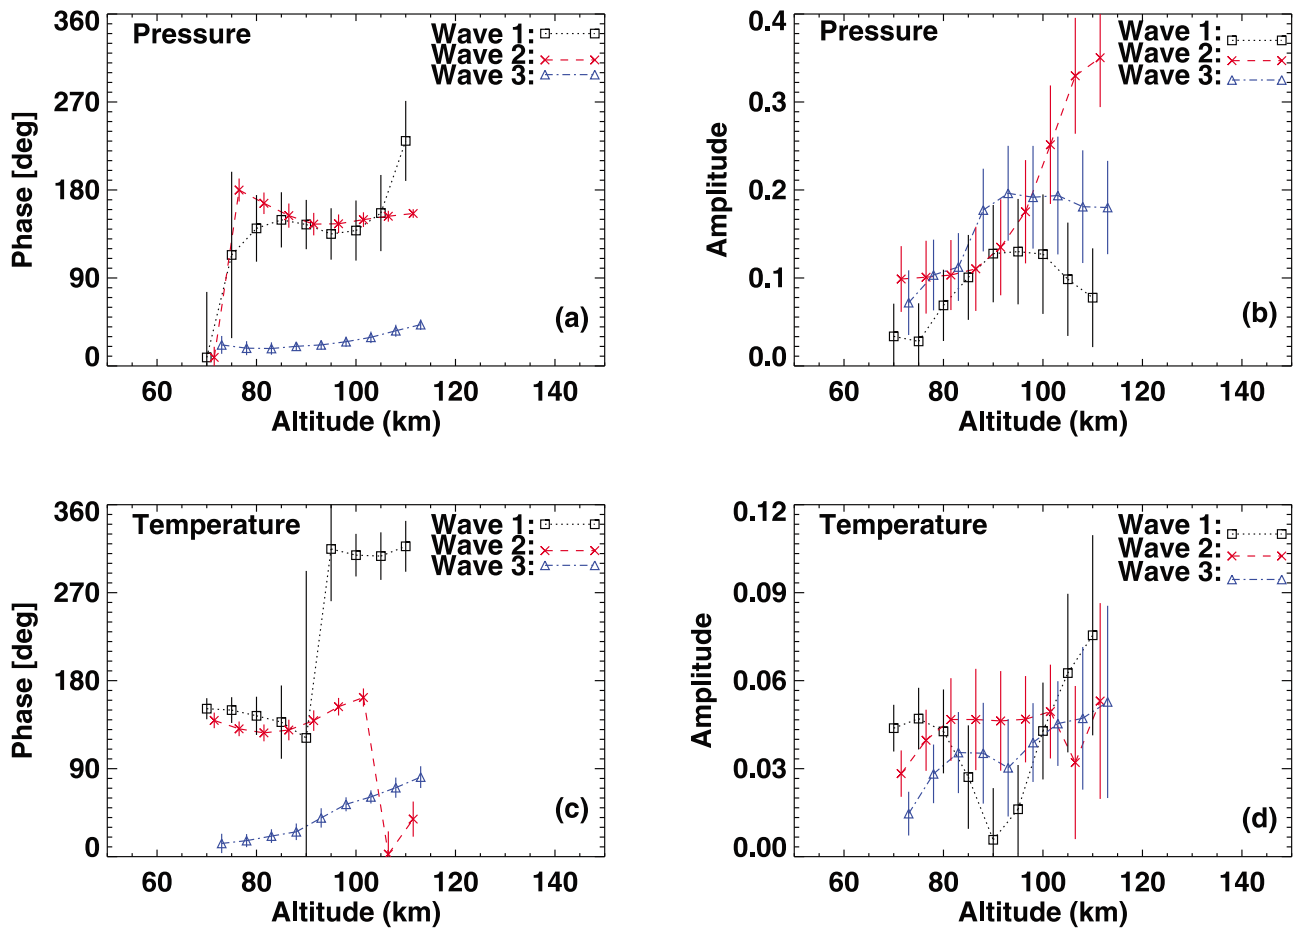 360
270
180
90
0
Phase [deg]
Pressure
Wave 1:
Wave 2:
Wave 3:
(a)
60 80 100 120 140
Altitude (km)
0.4
0.3
0.2
0.1
0.0
Amplitude
Pressure
Wave 1:
Wave 2:
Wave 3:
(b)
60 80 100 120 140
Altitude (km)
360
270
180
90
0
Phase [deg]
Temperature
Wave 1:
Wave 2:
Wave 3:
(c)
60 80 100 120 140
Altitude (km)
0.12
0.09
0.06
0.03
0.00
Amplitude
Temperature
Wave 1:
Wave 2:
Wave 3:
(d)
60 80 100 120 140
Altitude (km)